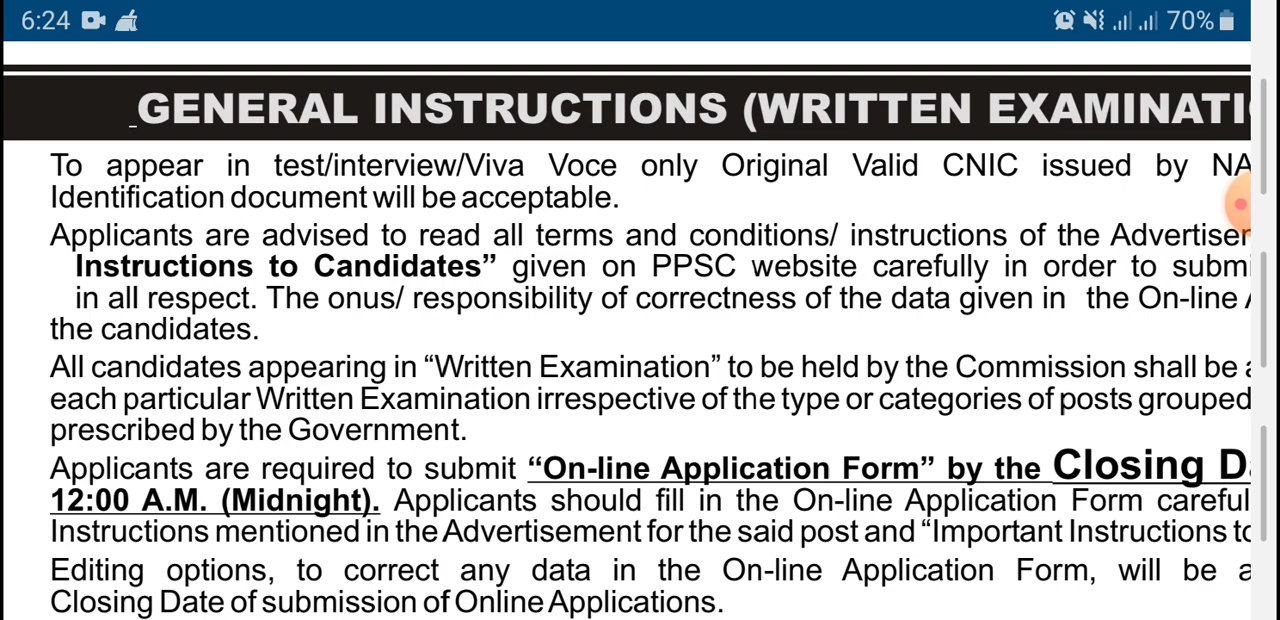 6:24 70%
GENERAL INSTRUCTIONS (WRITTEN
To appear in test/interview/Viva Voce only Original Valid CNIC issued by
Identification document will be acceptable.
Applicants are advised to read all terms and conditions/ instructions of the
Instructions to Candidates” given on PPSC website carefully in order to
in all respect. The onus/ responsibility of correctness of the data given in the On-line
the candidates.
All candidates appearing in “Written Examination” to be held by the Commission shall be
each particular Written Examination irrespective of the type or categories of posts grouped
prescribed by the Government.
Applicants are required to submit “On-line Application Form” by the Closing
12:00 A.M. (Midnight). Applicants should fill in the On-line Application Form
Instructions mentioned in the Advertisement for the said post and “Important Instructions
Editing options, to correct any data in the On-line Application Form, will be
Closing Date of submission of Online Applications.